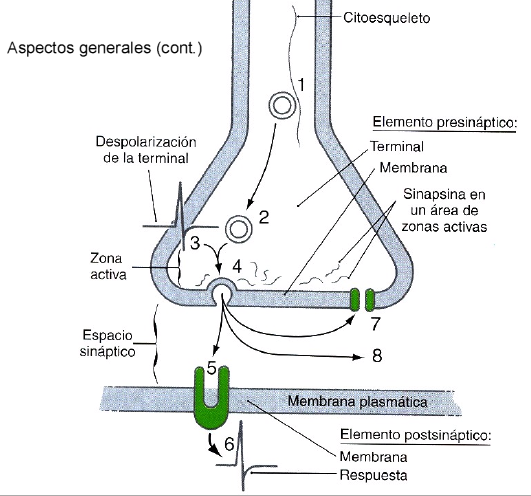 Citoesqueleto
Aspectos generales (cont.)
1
Elemento presináptico:
Despolarización
de la terminal
Terminal
Membrana
Sinapsina en
un área de
zonas activas
2
3
Zona
activa
4
7
Espacio
sináptico
8
5
Membrana plasmática
6
Elemento postsináptico:
Membrana
Respuesta